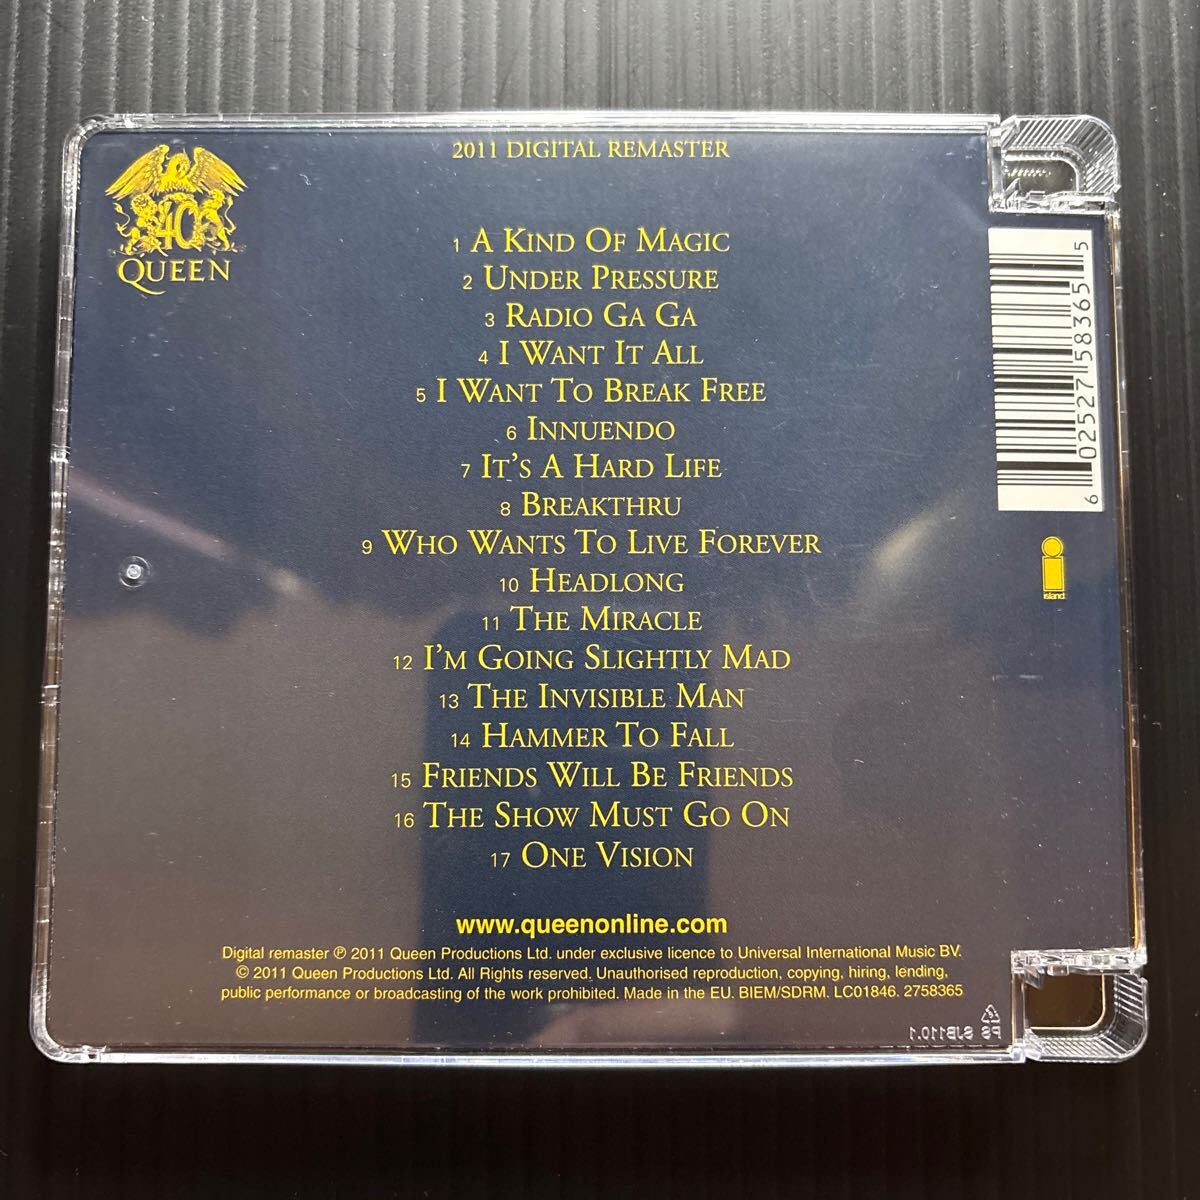 2011 DIGITAL REMASTER
40
QUEEN
1 A KIND OF MAGIC
2 UNDER PRESSURE
3 RADIO GA GA
4 I WANT IT ALL
5 I WANT TO BREAK FREE
6 INNUENDO
7 IT'S A HARD LIFE
8 BREAKTHRU
9 WHO WANTS TO LIVE FOREVER
10 HEADLONG
11 THE MIRACLE
12 I'M GOING SLIGHTLY MAD
13 THE INVISIBLE MAN
14 HAMMER TO FALL
15 FRIENDS WILL BE FRIENDS
16 THE SHOW MUST GO ON
17 ONE VISION
6 02527 58365 5
island
www.queenonline.com
Digital remaster ℗ 2011 Queen Productions Ltd. under exclusive licence to Universal International Music BV.
© 2011 Queen Productions Ltd. All Rights reserved. Unauthorised reproduction, copying, hiring, lending,
public performance or broadcasting of the work prohibited. Made in the EU. BIEM/SDRM. LC01846. 2758365
PS SJB110.1